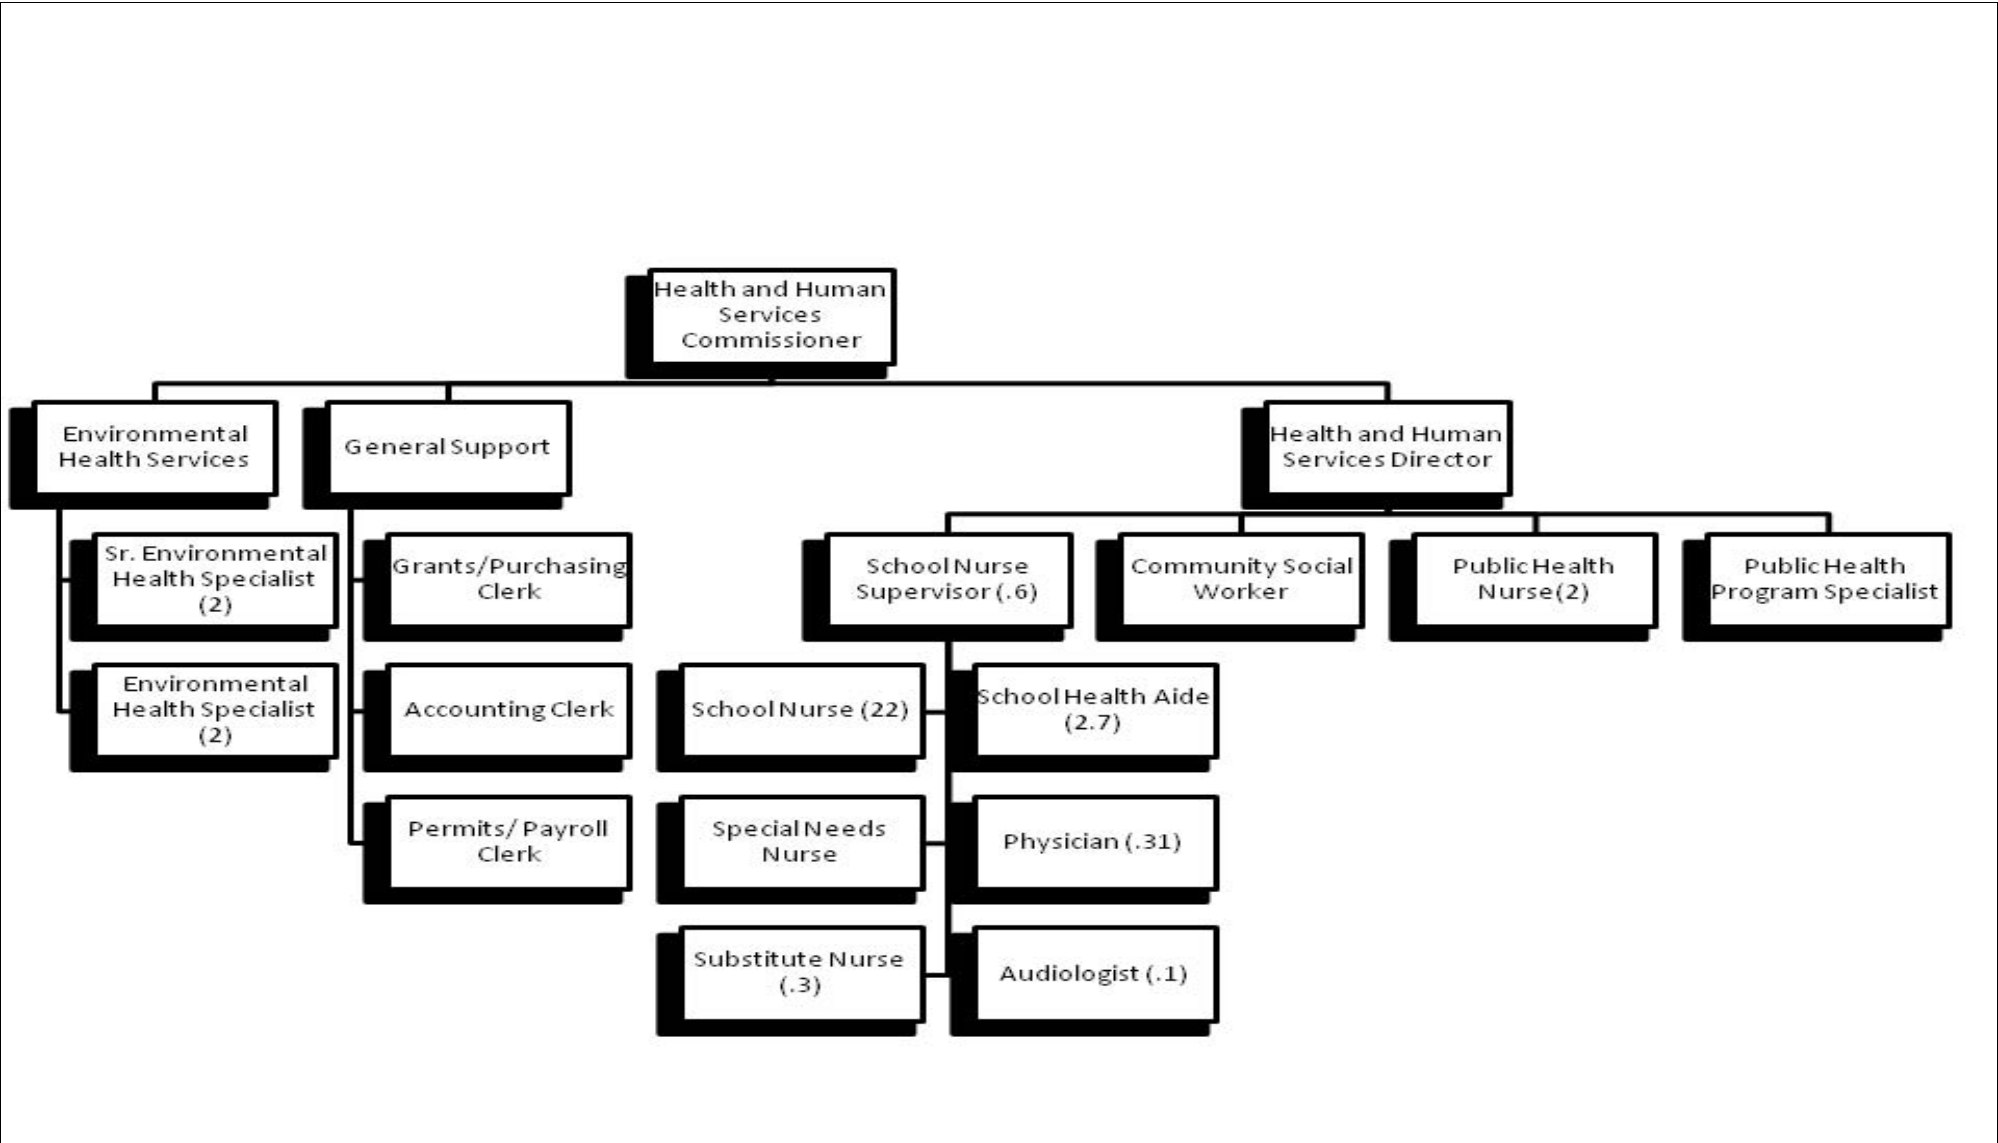 Health and Human
Services
Commissioner
Environmental
Health Services
General Support
Health and Human
Services Director
Sr. Environmental
Health Specialist
(2)
Grants/Purchasing
Clerk
School Nurse
Supervisor (.6)
Community Social
Worker
Public Health
Nurse (2)
Public Health
Program Specialist
Environmental
Health Specialist
(2)
Accounting Clerk
School Nurse (22)
School Health Aide
(2.7)
Permits/ Payroll
Clerk
Special Needs
Nurse
Physician (.31)
Substitute Nurse
(.3)
Audiologist (.1)